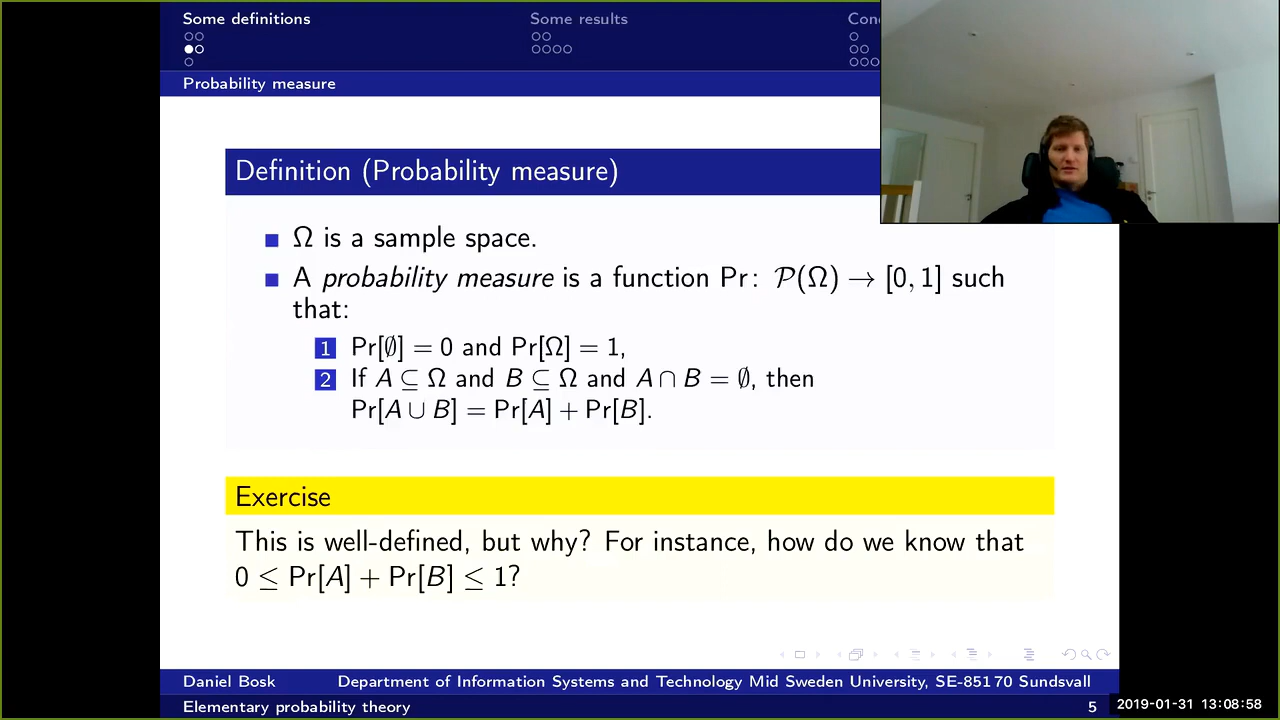 Some definitions
Some results
Probability measure
Definition (Probability measure)
Ω is a sample space.
A probability measure is a function Pr: 𝒫(Ω) → [0, 1] such
that:
1 Pr[∅] = 0 and Pr[Ω] = 1,
2 If A ⊆ Ω and B ⊆ Ω and A ∩ B = ∅, then
Pr[A ∪ B] = Pr[A] + Pr[B].
Exercise
This is well-defined, but why? For instance, how do we know that
0 ≤ Pr[A] + Pr[B] ≤ 1?
Daniel Bosk
Department of Information Systems and Technology Mid Sweden University, SE-851 70 Sundsvall
Elementary probability theory
5
2019-01-31 13:08:58